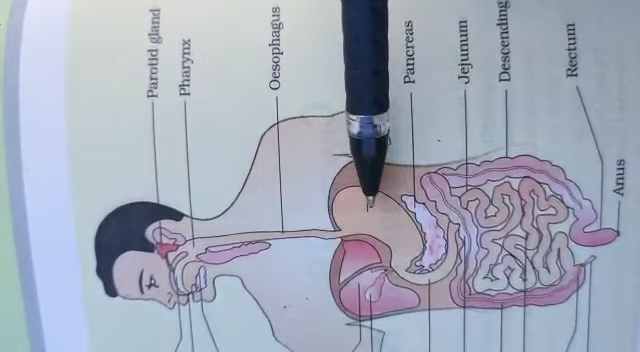 Parotid gland
Pharynx
Oesophagus
Pancreas
Jejunum
Descending
Rectum
Anus